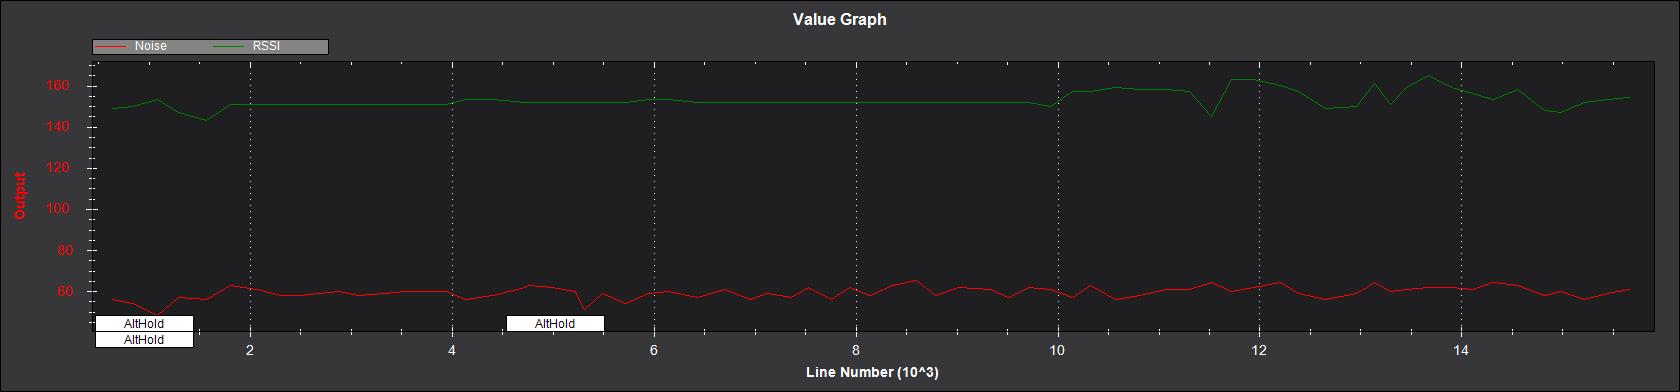 Value Graph
Noise RSSI
160
140
120
100
80
60
Output
AltHold
AltHold
AltHold
2 4 6 8 10 12 14
Line Number (10^3)